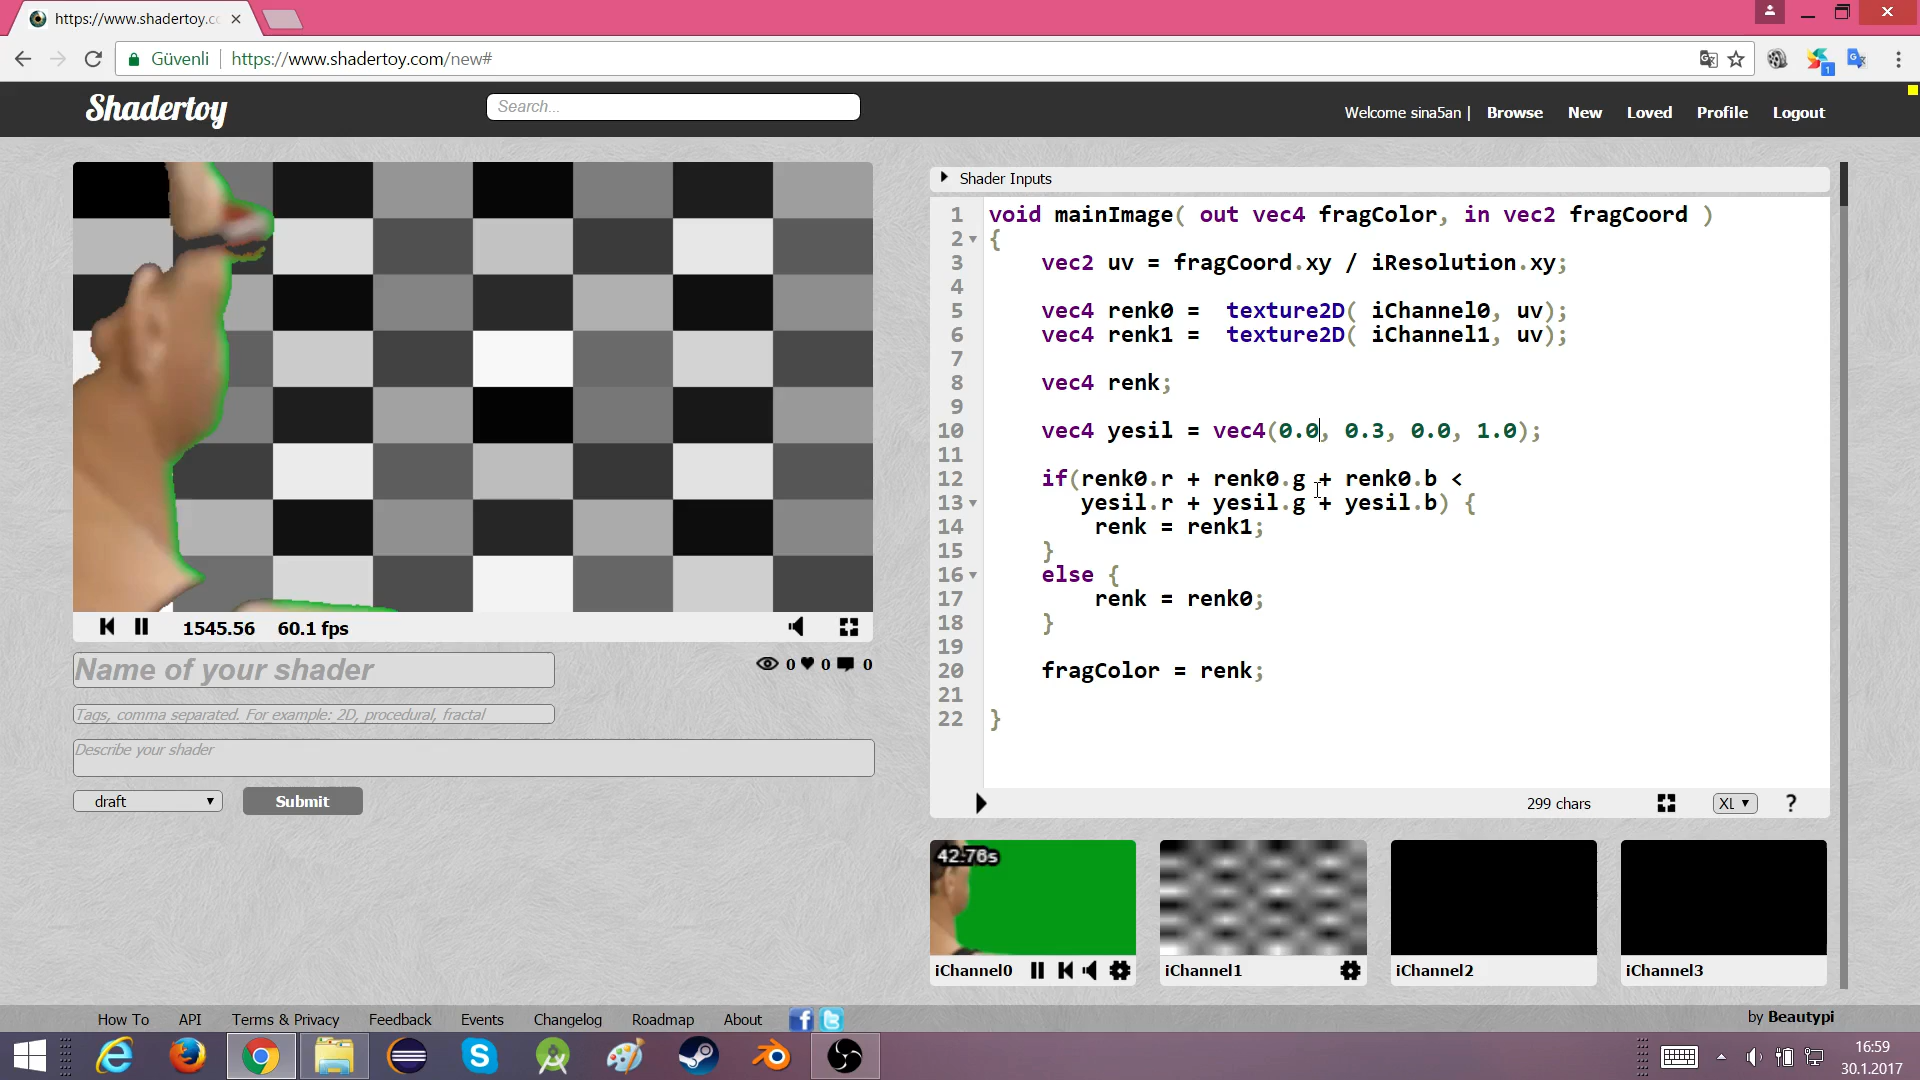 https://www.shadertoy.co
Güvenli
https://www.shadertoy.com/new#
1
Shadertoy
Search...
Welcome sina5an |
Browse
New
Loved
Profile
Logout
Shader Inputs
1 void mainImage( out vec4 fragColor, in vec2 fragCoord )
2 {
3 vec2 uv = fragCoord.xy / iResolution.xy;
4
5 vec4 renk0 =  texture2D( iChannel0, uv);
6 vec4 renk1 =  texture2D( iChannel1, uv);
7
8 vec4 renk;
9
10 vec4 yesil = vec4(0.0, 0.3, 0.0, 1.0);
11
12 if(renk0.r + renk0.g + renk0.b <
13 yesil.r + yesil.g + yesil.b) {
14 renk = renk1;
15 }
16 else {
17 renk = renk0;
18 }
19
20 fragColor = renk;
21
22 }
299 chars
XL
?
1545.56
60.1 fps
Name of your shader
0
0
0
Tags, comma separated. For example: 2D, procedural, fractal
Describe your shader
draft
Submit
42.76s
iChannel0
iChannel1
iChannel2
iChannel3
How To
API
Terms & Privacy
Feedback
Events
Changelog
Roadmap
About
by Beautypi
16:59
30.1.2017